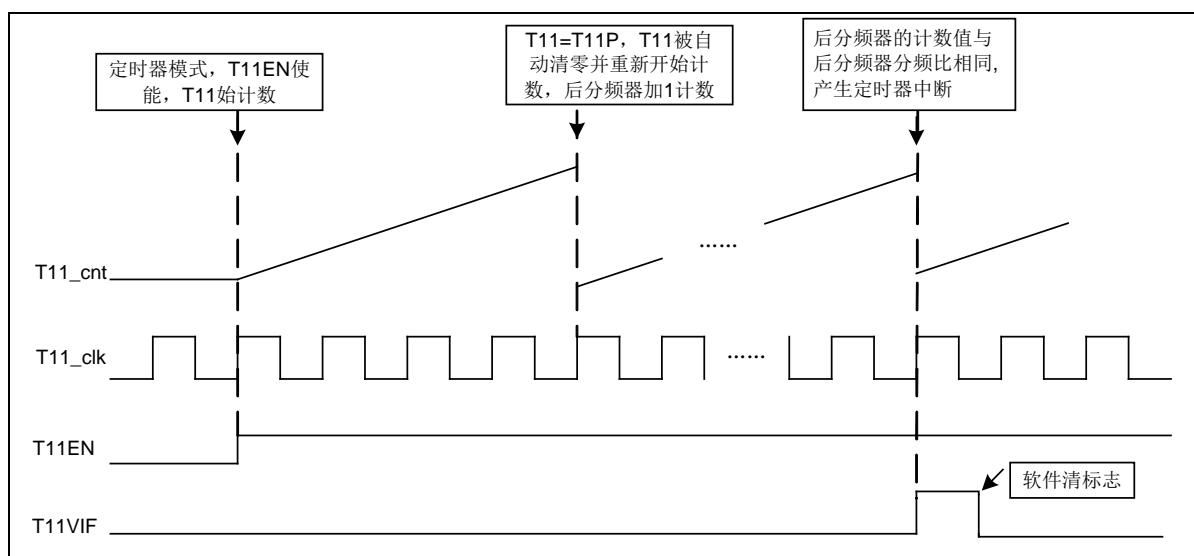 定时器模式，T11EN使
能，T11始计数
T11=T11P，T11被自
动清零并重新开始计
数，后分频器加1计数
后分频器的计数值与
后分频器分频比相同,
产生定时器中断
......
T11_cnt
T11_clk
......
T11EN
软件清标志
T11VIF